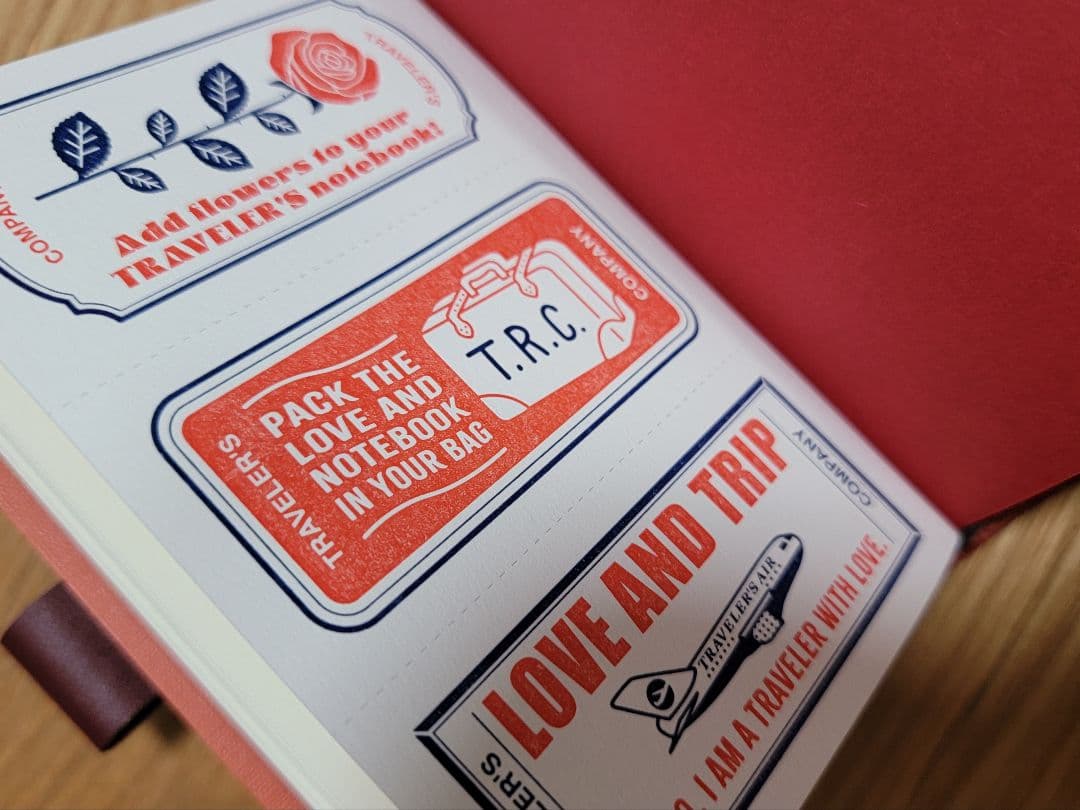 TRAVELER'S
COMPANY
Add flowers to your
TRAVELER'S notebook!
TRAVELER'S
COMPANY
PACK THE
LOVE AND
NOTEBOOK
IN YOUR BAG
T.R.C.
COMPANY
LOVE AND TRIP
TRAVELER'S AIR
I AM A TRAVELER WITH LOVE.